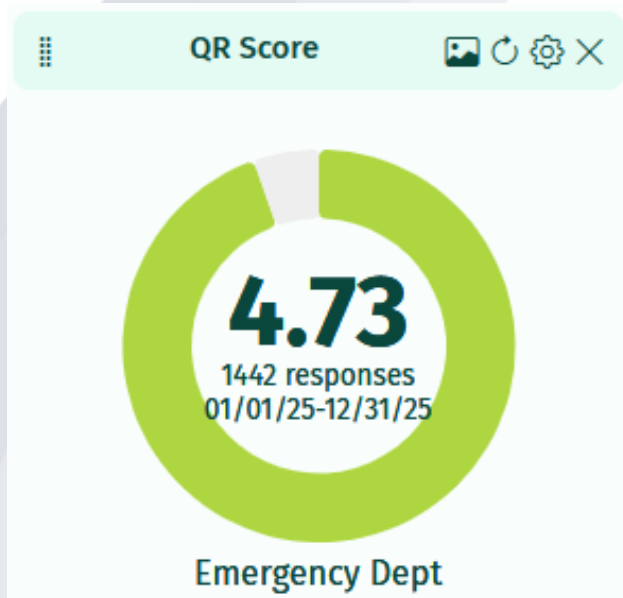 QR Score
4.73
1442 responses
01/01/25-12/31/25
Emergency Dept